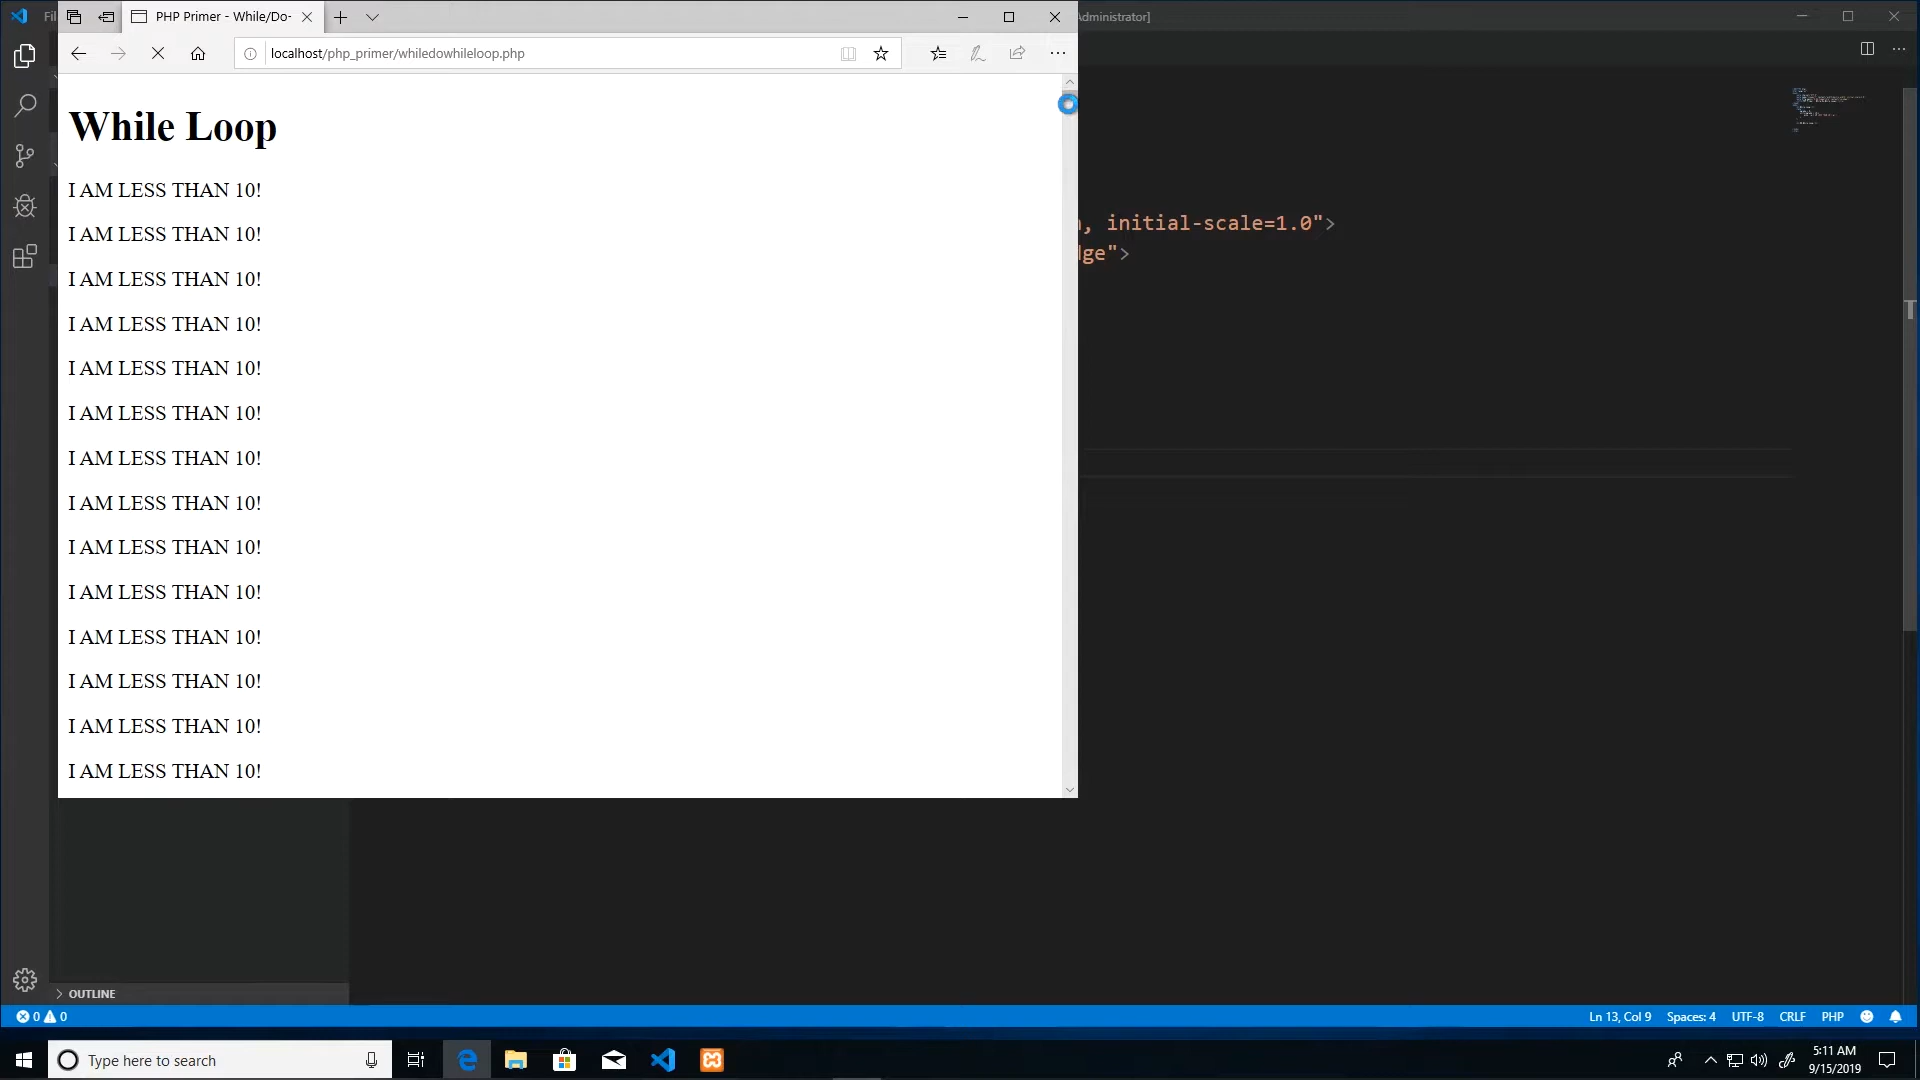 Fil
PHP Primer - While/Do-
Administrator]
localhost/php_primer/whiledowhileloop.php
While Loop
I AM LESS THAN 10!
I AM LESS THAN 10!
I AM LESS THAN 10!
I AM LESS THAN 10!
I AM LESS THAN 10!
I AM LESS THAN 10!
I AM LESS THAN 10!
I AM LESS THAN 10!
I AM LESS THAN 10!
I AM LESS THAN 10!
I AM LESS THAN 10!
I AM LESS THAN 10!
I AM LESS THAN 10!
I AM LESS THAN 10!
, initial-scale=1.0">
dge">
OUTLINE
0 0
Ln 13, Col 9 Spaces: 4 UTF-8 CRLF PHP
Type here to search
5:11 AM
9/15/2019